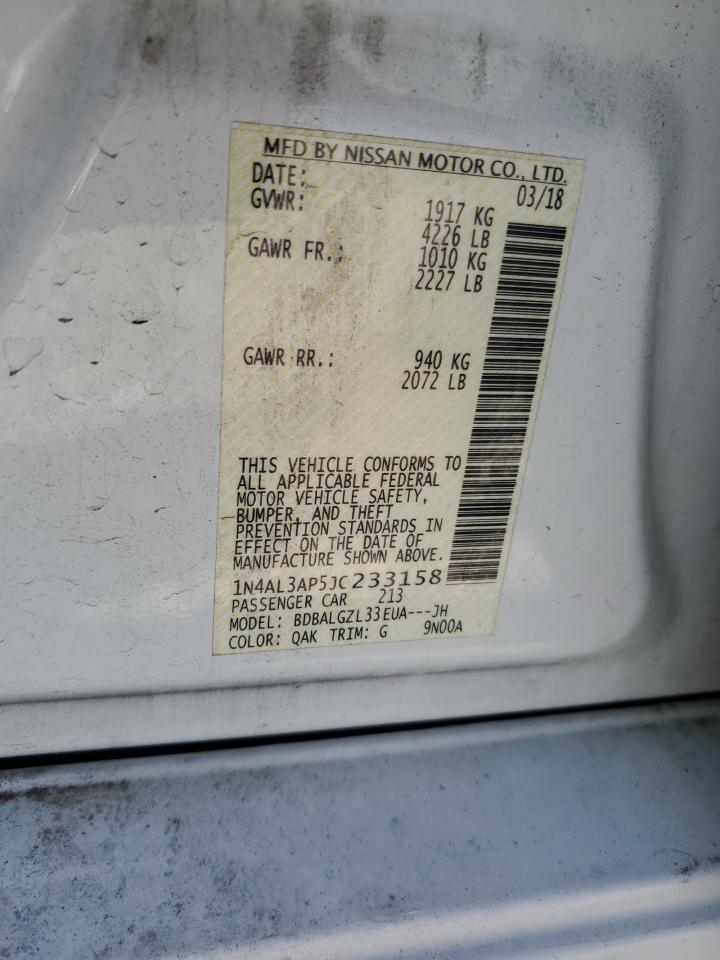 MFD BY NISSAN MOTOR CO., LTD.
DATE: 03/18
GVWR: 1917 KG
4226 LB
GAWR FR.: 1010 KG
2227 LB
GAWR RR.: 940 KG
2072 LB
THIS VEHICLE CONFORMS TO
ALL APPLICABLE FEDERAL
MOTOR VEHICLE SAFETY,
BUMPER, AND THEFT
PREVENTION STANDARDS IN
EFFECT ON THE DATE OF
MANUFACTURE SHOWN ABOVE.
1N4AL3AP5JC233158
PASSENGER CAR 213
MODEL: BDBALGZL33EUA---JH
COLOR: QAK TRIM: G 9N00A